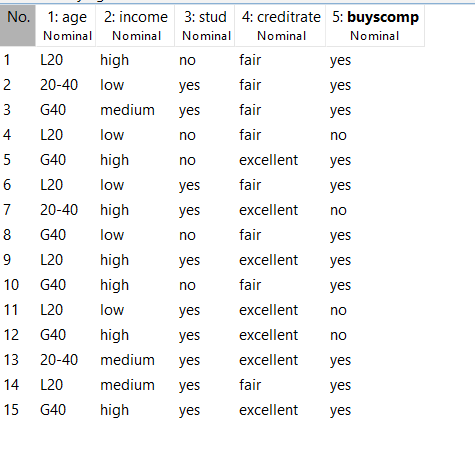 No. 1: age 2: income 3: stud 4: creditrate 5: buyscomp
Nominal Nominal Nominal Nominal Nominal
1 L20 high no fair yes
2 20-40 low yes fair yes
3 G40 medium yes fair yes
4 L20 low no fair no
5 G40 high no excellent yes
6 L20 low yes fair yes
7 20-40 high yes excellent no
8 G40 low no fair yes
9 L20 high yes excellent yes
10 G40 high no fair yes
11 L20 low yes excellent no
12 G40 high yes excellent no
13 20-40 medium yes excellent yes
14 L20 medium yes fair yes
15 G40 high yes excellent yes